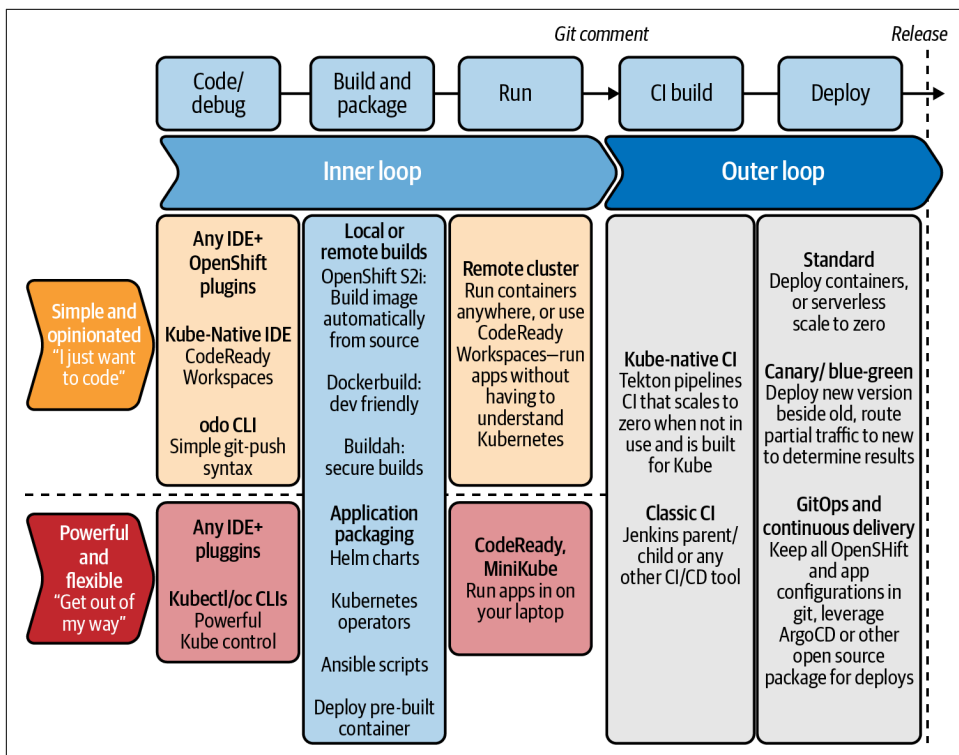 Git comment
Release
Code/
debug
Build and
package
Run
CI build
Deploy
Inner loop
Outer loop
Simple and
opinionated
“I just want
to code”
Any IDE+
OpenShift
plugins
Kube-Native IDE
CodeReady
Workspaces
odo CLI
Simple git-push
syntax
Local or
remote builds
OpenShift S2i:
Build image
automatically
from source
Dockerbuild:
dev friendly
Buildah:
secure builds
Application
packaging
Helm charts
Kubernetes
operators
Ansible scripts
Deploy pre-built
container
Remote cluster
Run containers
anywhere, or use
CodeReady
Workspaces—run
apps without
having to
understand
Kubernetes
Kube-native CI
Tekton pipelines
CI that scales to
zero when not in
use and is built
for Kube
Classic CI
Jenkins parent/
child or any
other CI/CD tool
Standard
Deploy containers,
or serverless
scale to zero
Canary/ blue-green
Deploy new version
beside old, route
partial traffic to new
to determine results
GitOps and
continuous delivery
Keep all OpenSHift
and app
configurations in
git, leverage
ArgoCD or other
open source
package for deploys
Powerful
and
flexible
“Get out of
my way”
Any IDE+
pluggins
Kubectl/oc CLIs
Powerful
Kube control
CodeReady,
MiniKube
Run apps in on
your laptop